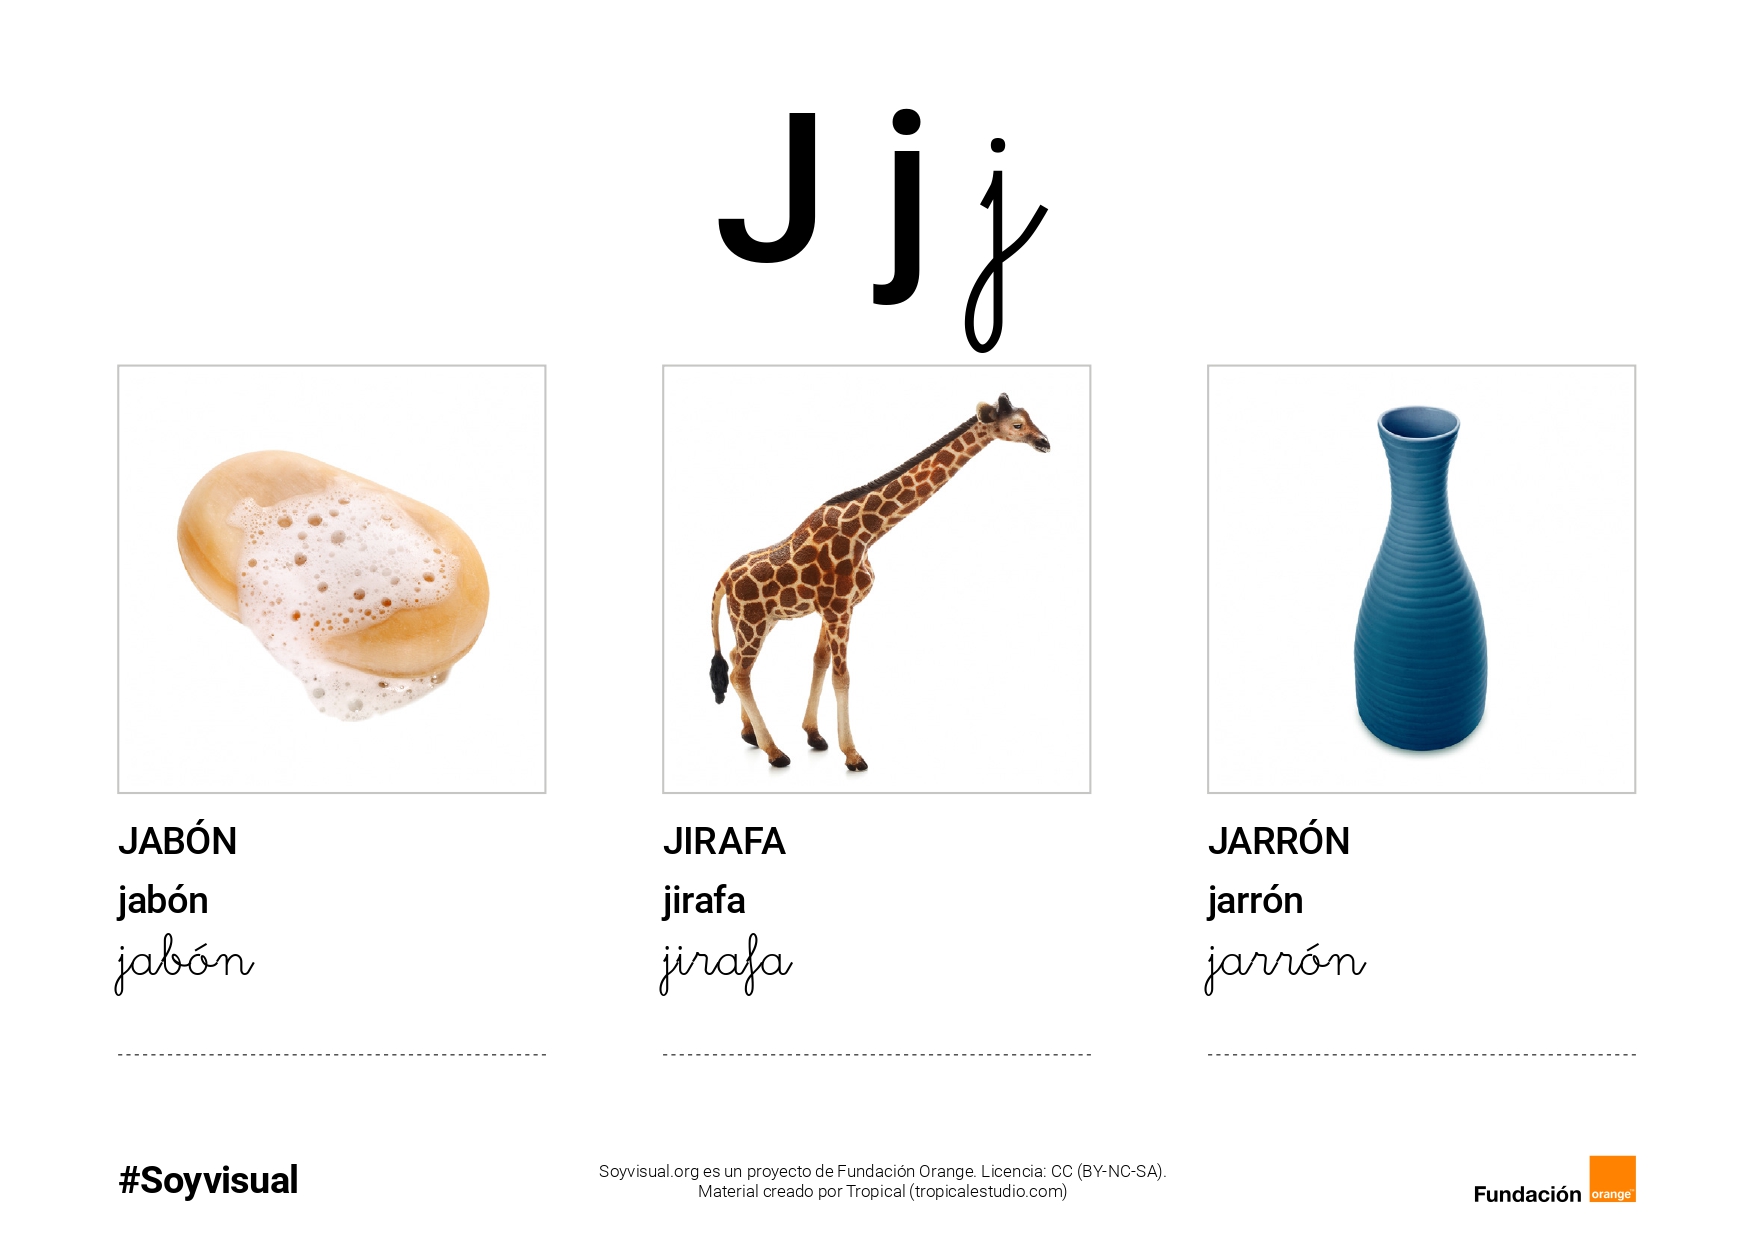 J j j
JABÓN
jabón
jabón
JIRAFA
jirafa
jirafa
JARRÓN
jarrón
jarrón
#Soyvisual
Soyvisual.org es un proyecto de Fundación Orange. Licencia: CC (BY-NC-SA).
Material creado por Tropical (tropicalestudio.com)
Fundación
orange™